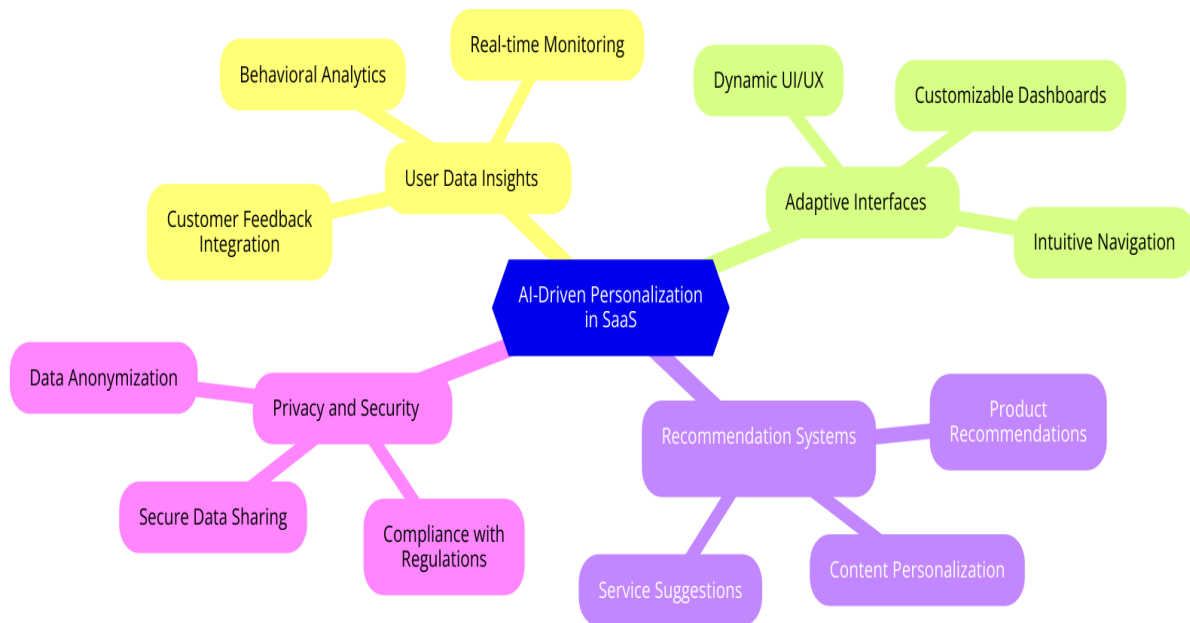 Real-time Monitoring
Behavioral Analytics
User Data Insights
Customer Feedback
Integration
Dynamic UI/UX
Customizable Dashboards
Adaptive Interfaces
Intuitive Navigation
AI-Driven Personalization
in SaaS
Data Anonymization
Privacy and Security
Secure Data Sharing
Compliance with
Regulations
Recommendation Systems
Product
Recommendations
Content Personalization
Service Suggestions